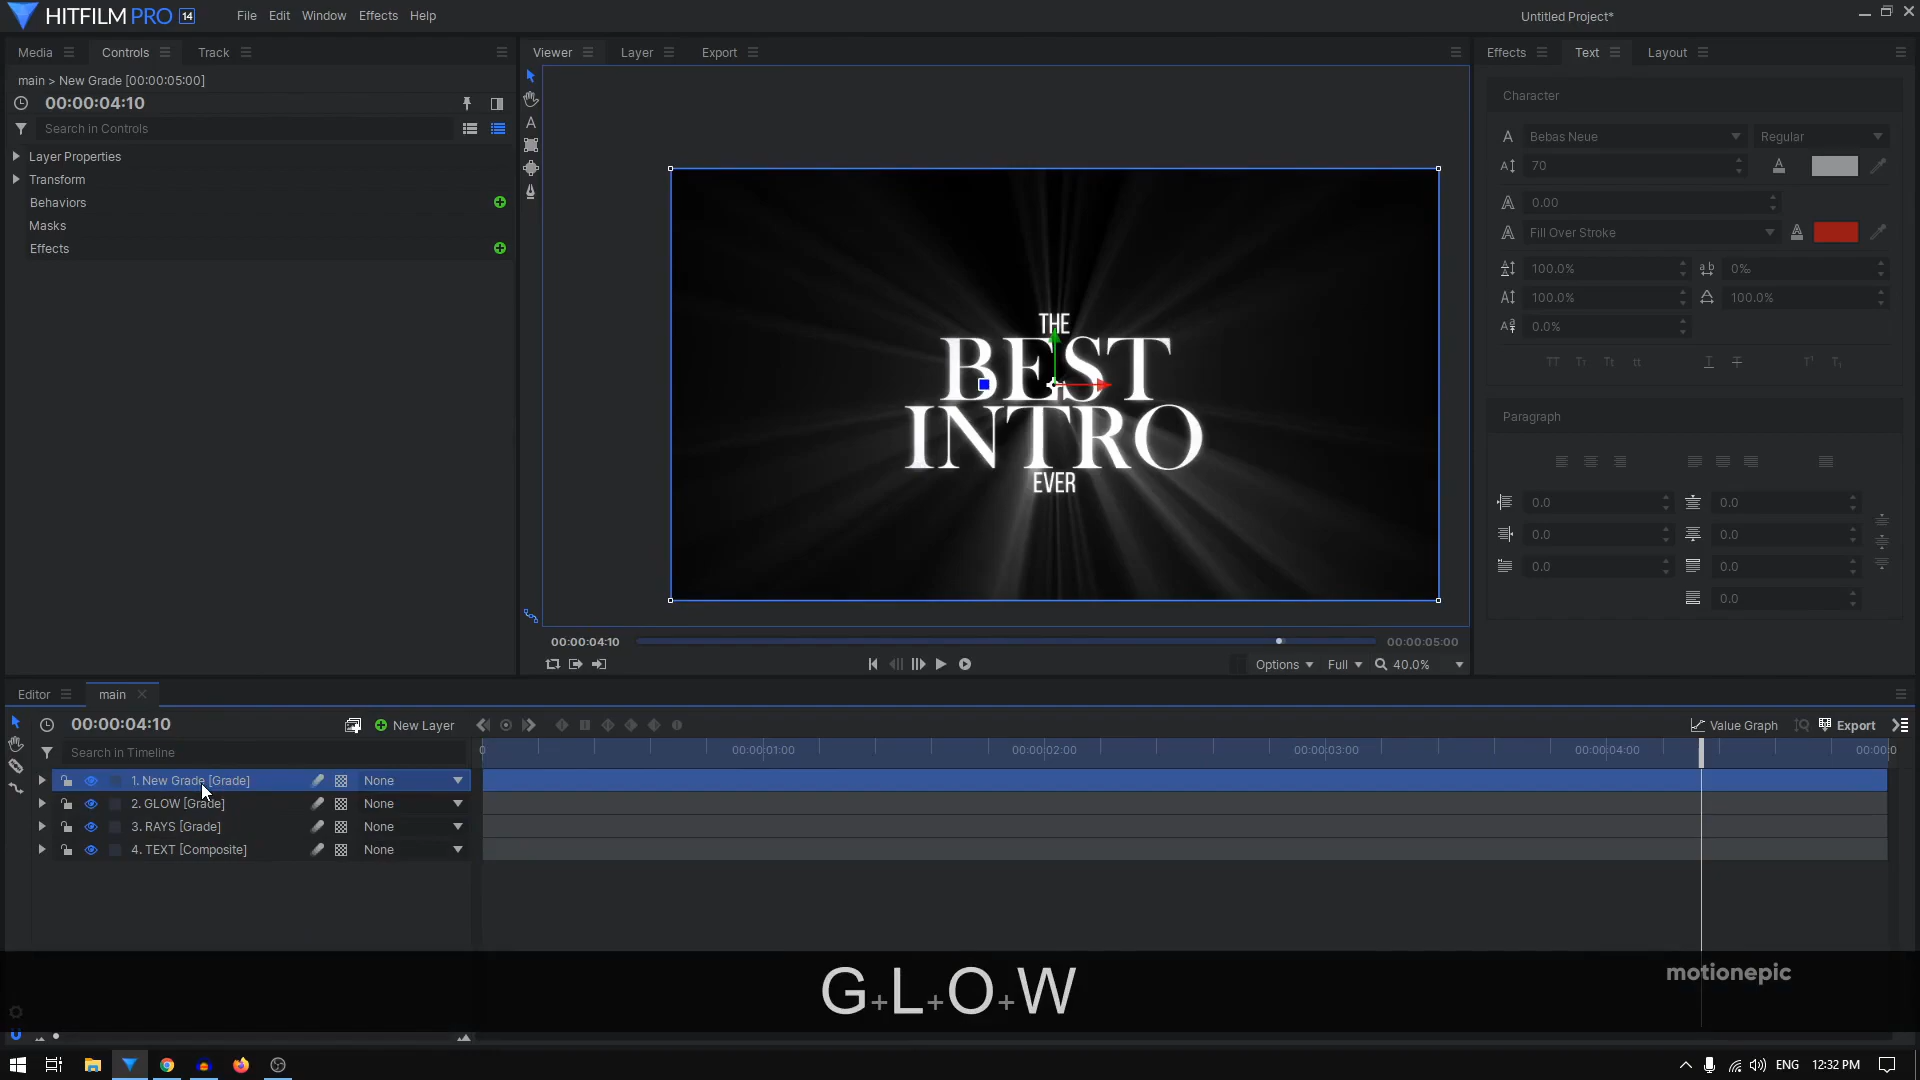 HITFILM PRO 14
File Edit Window Effects Help
Untitled Project*
Media Controls Track
Viewer Layer Export
Effects Text Layout
main > New Grade [00:00:05:00]
00:00:04:10
Search in Controls
Layer Properties
Transform
Behaviors
Masks
Effects
THE
BEST
INTRO
EVER
00:00:04:10
00:00:05:00
Options Full 40.0%
Character
Bebas Neue Regular
70
0.00
Fill Over Stroke
100.0% 0‰
100.0% 100.0%
0.0%
Paragraph
0.0 0.0
0.0 0.0
0.0 0.0
0.0
Editor main
00:00:04:10 New Layer
Value Graph Export
Search in Timeline
0 00:00:01:00 00:00:02:00 00:00:03:00 00:00:04:00 00:00:0
1. New Grade [Grade] None
2. GLOW [Grade] None
3. RAYS [Grade] None
4. TEXT [Composite] None
G+L+O+W
motionepic
ENG 12:32 PM